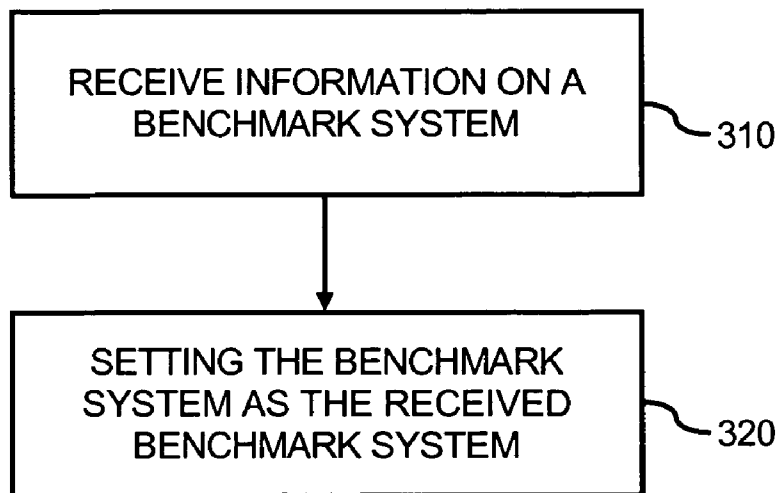 RECEIVE INFORMATION ON A
BENCHMARK SYSTEM
310
SETTING THE BENCHMARK
SYSTEM AS THE RECEIVED
BENCHMARK SYSTEM
320